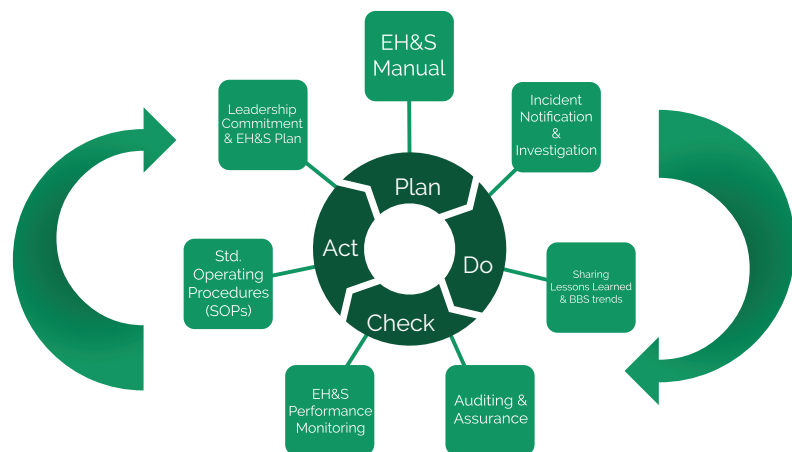 EH&S
Manual
Leadership
Commitment
& EH&S Plan
Incident
Notification
&
Investigation
Plan
Act
Do
Check
Std.
Operating
Procedures
(SOPs)
Sharing
Lessons Learned
& BBS trends
EH&S
Performance
Monitoring
Auditing &
Assurance